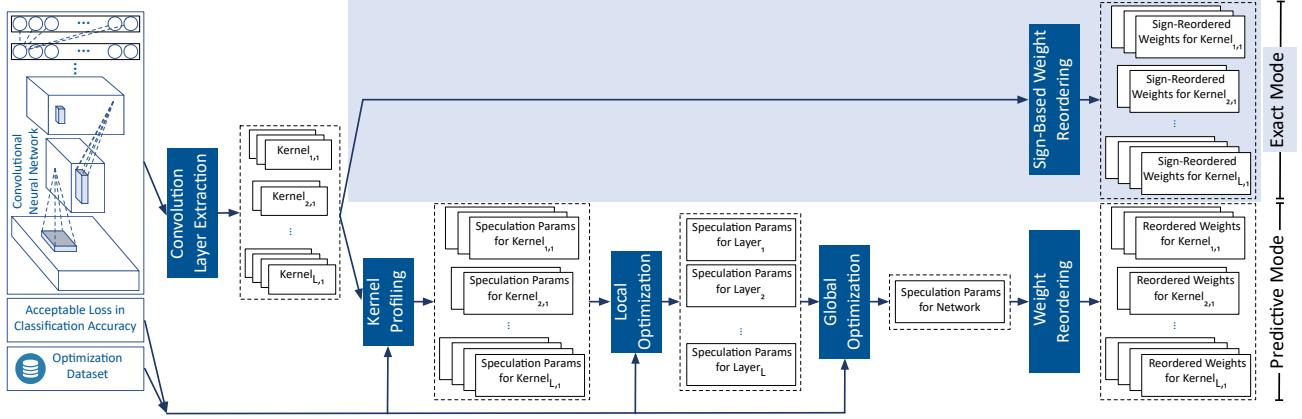 Convolutional
Neural Network
Acceptable Loss in
Classification Accuracy
Optimization
Dataset
Convolution
Layer Extraction
Kernel1,1
Kernel2,1
Kernel L,1
Sign-Based Weight
Reordering
Sign-Reordered
Weights for Kernel1,1
Sign-Reordered
Weights for Kernel2,1
Sign-Reordered
Weights for KernelL,1
Exact Mode
Kernel
Profiling
Speculation Params
for Kernel1,1
Speculation Params
for Kernel2,1
Speculation Params
for KernelL,1
Local
Optimization
Speculation Params
for Layer1
Speculation Params
for Layer2
Speculation Params
for LayerL
Global
Optimization
Speculation Params
for Network
Weight
Reordering
Reordered Weights
for Kernel1,1
Reordered Weights
for Kernel2,1
Reordered Weights
for KernelL,1
Predictive Mode